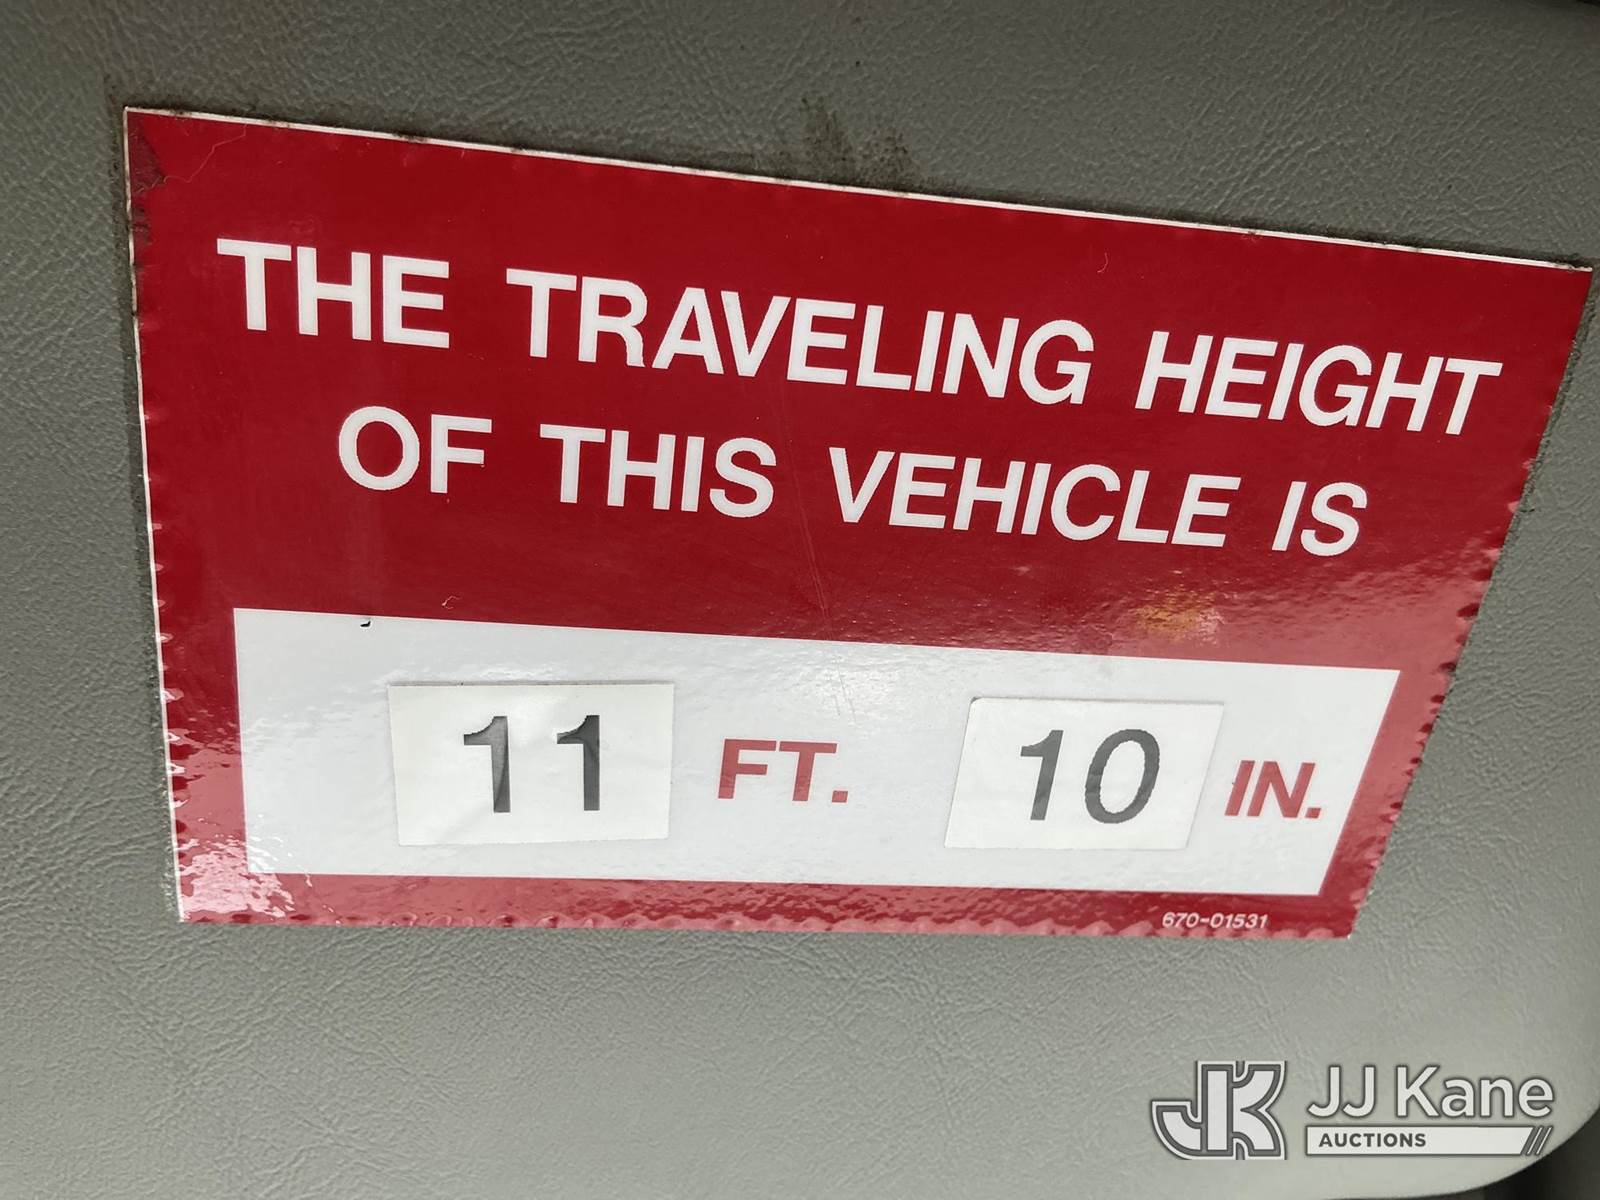 THE TRAVELING HEIGHT
OF THIS VEHICLE IS
11 FT. 10 IN.
670-01531
JJ Kane
AUCTIONS